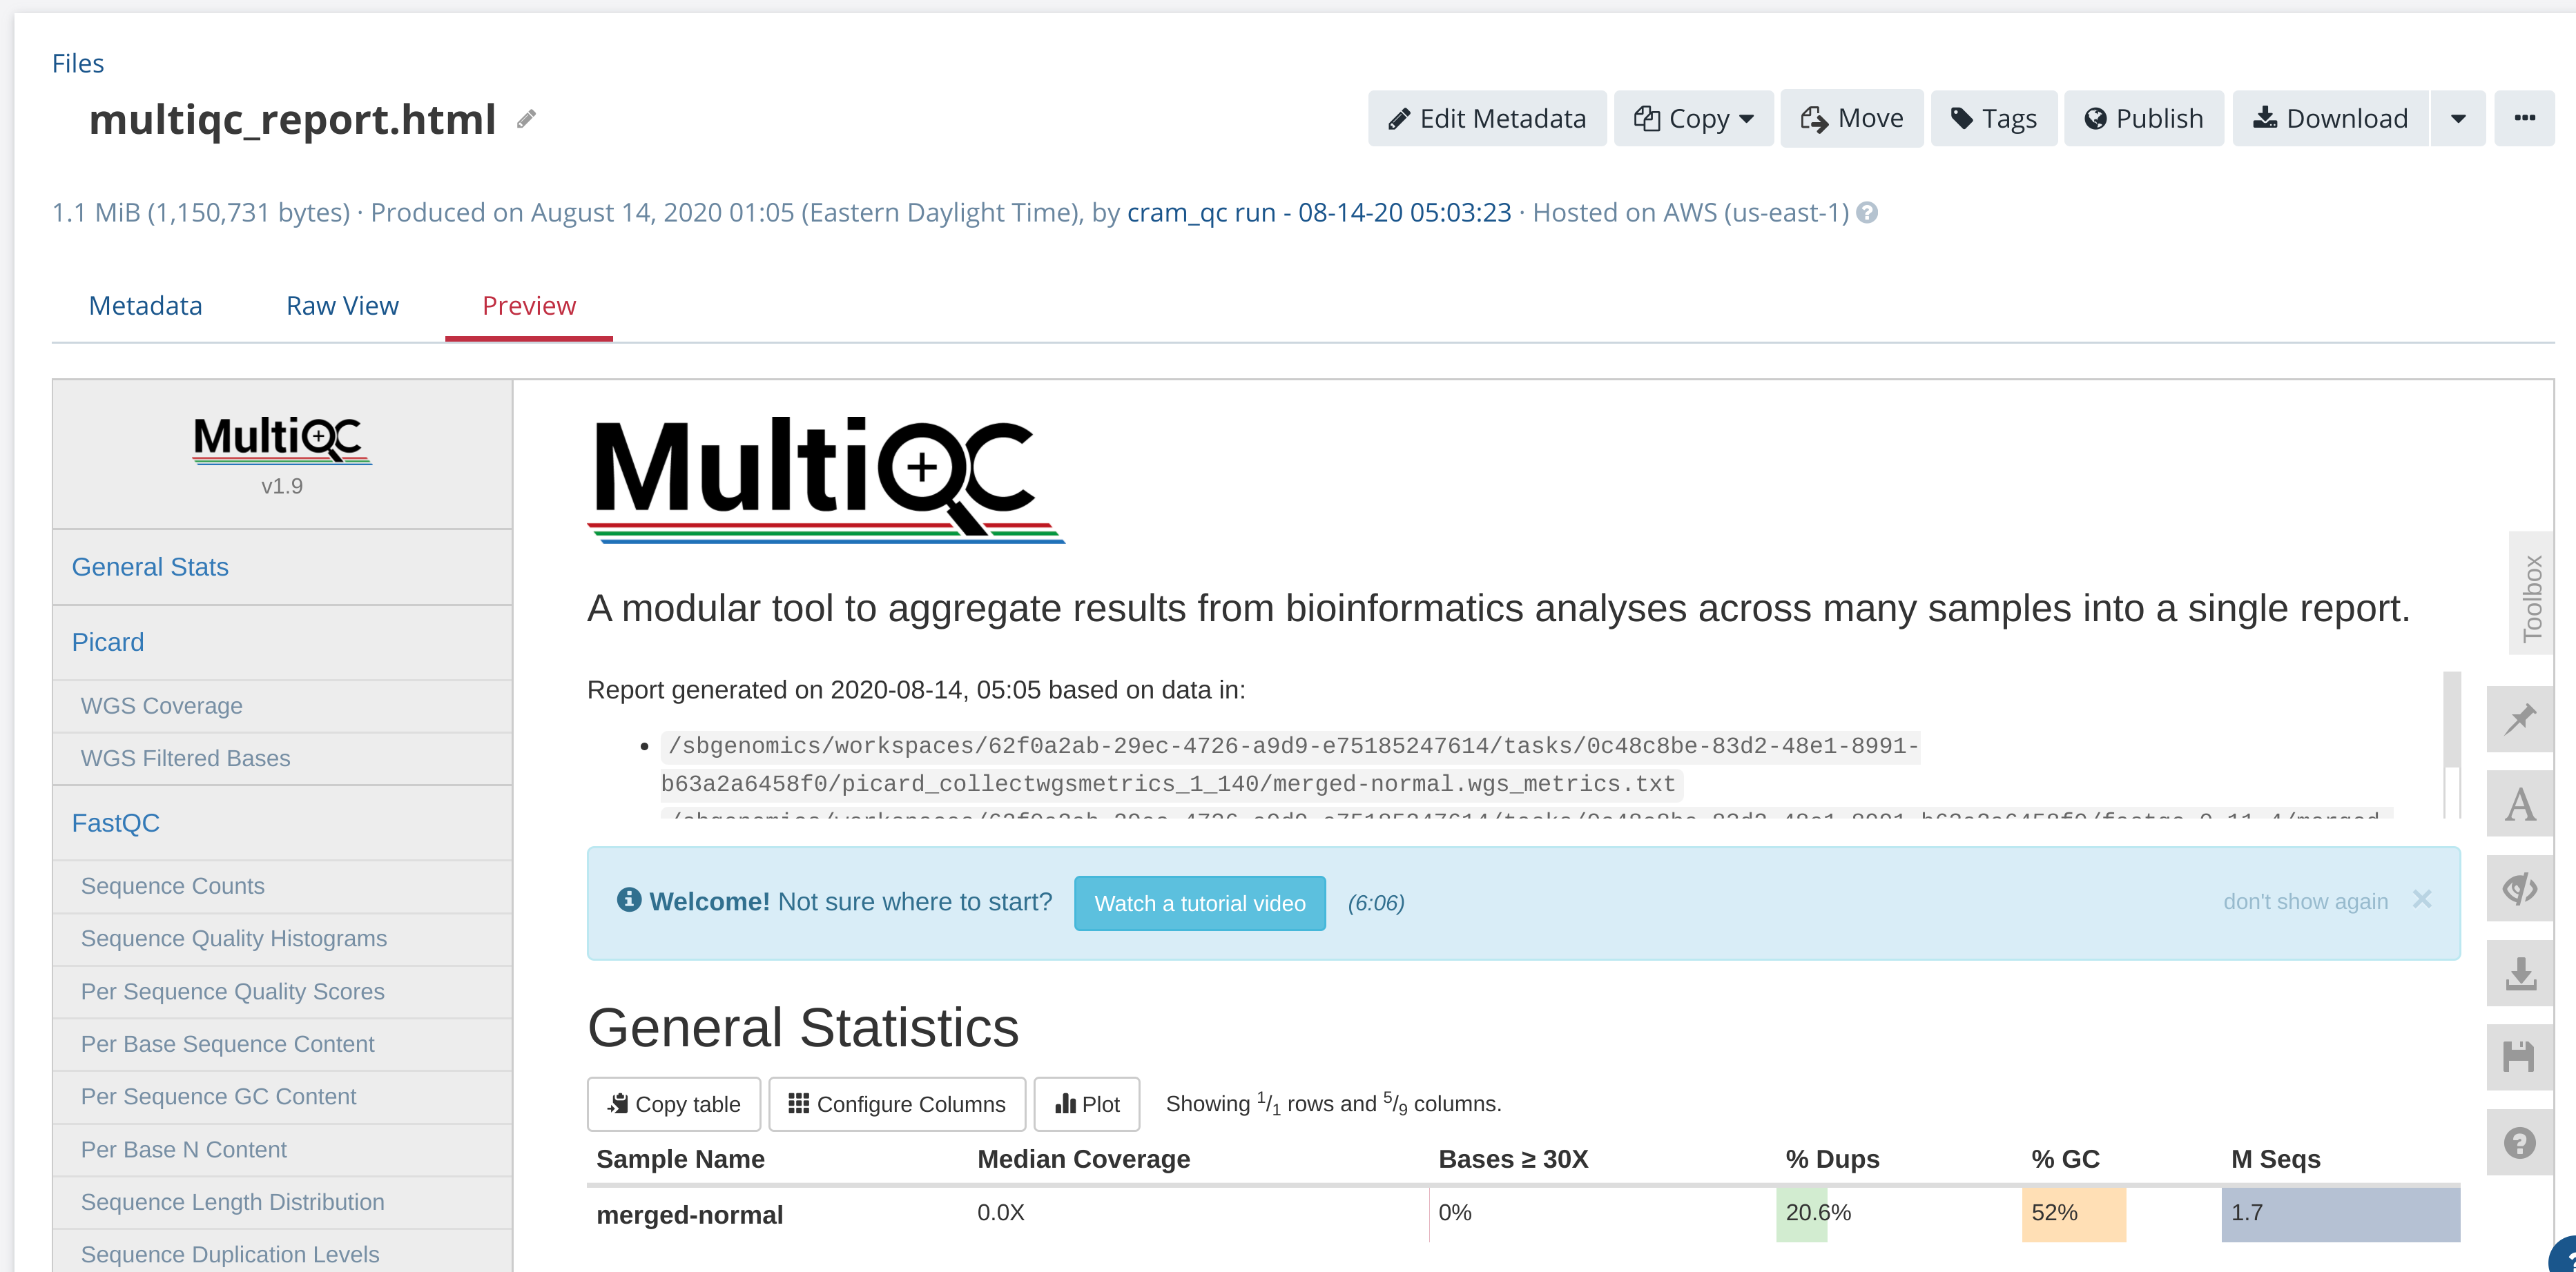 Files
multiqc_report.html
Edit Metadata
Copy
Move
Tags
Publish
Download
1.1 MiB (1,150,731 bytes) · Produced on August 14, 2020 01:05 (Eastern Daylight Time), by cram_qc run - 08-14-20 05:03:23 · Hosted on AWS (us-east-1)
Metadata
Raw View
Preview
MultiQC
v1.9
General Stats
Picard
WGS Coverage
WGS Filtered Bases
FastQC
Sequence Counts
Sequence Quality Histograms
Per Sequence Quality Scores
Per Base Sequence Content
Per Sequence GC Content
Per Base N Content
Sequence Length Distribution
Sequence Duplication Levels
MultiQC
A modular tool to aggregate results from bioinformatics analyses across many samples into a single report.
Report generated on 2020-08-14, 05:05 based on data in:
• /sbgenomics/workspaces/62f0a2ab-29ec-4726-a9d9-e75185247614/tasks/0c48c8be-83d2-48e1-8991-
b63a2a6458f0/picard_collectwgsmetrics_1_140/merged-normal.wgs_metrics.txt
Welcome! Not sure where to start? Watch a tutorial video (6:06) don't show again ×
General Statistics
Copy table
Configure Columns
Plot
Showing 1/1 rows and 5/9 columns.
Sample Name Median Coverage Bases ≥ 30X % Dups % GC M Seqs
merged-normal 0.0X 0% 20.6% 52% 1.7
Toolbox